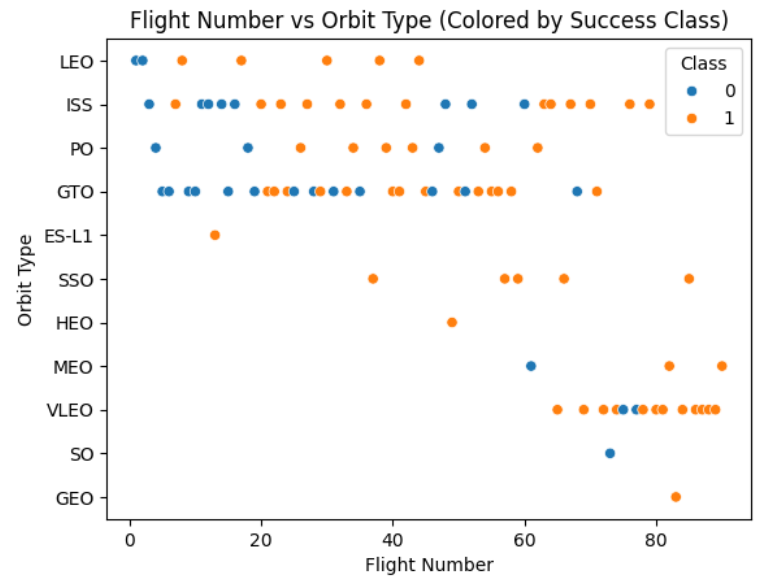 Flight Number vs Orbit Type (Colored by Success Class)
Orbit Type
LEO
ISS
PO
GTO
ES-L1
SSO
HEO
MEO
VLEO
SO
GEO
Class
0
1
0 20 40 60 80
Flight Number